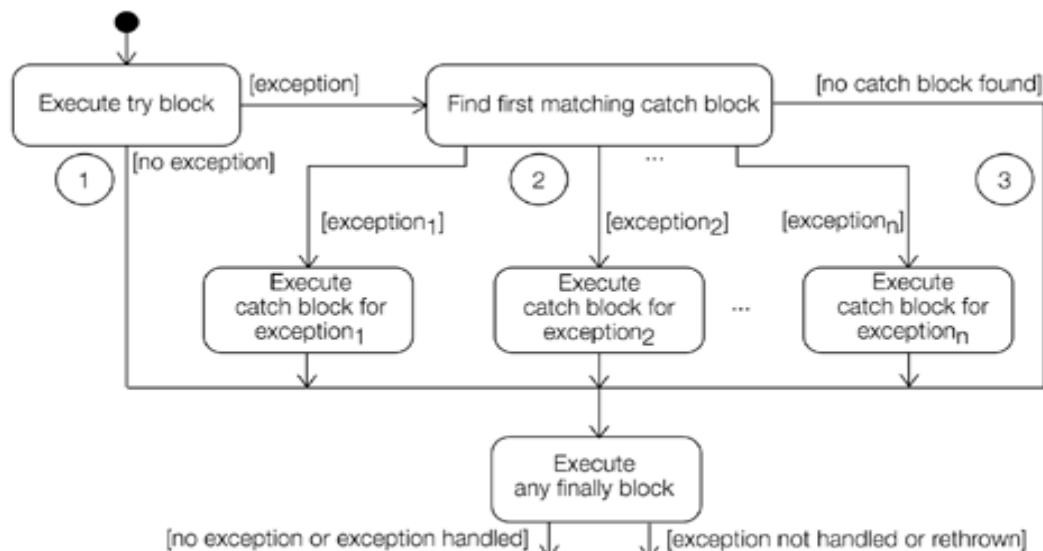 [exception]
[no catch block found]
Execute try block
Find first matching catch block
[no exception]
...
1
2
3
[exception1]
[exception2]
[exceptionn]
Execute
catch block for
exception1
Execute
catch block for
exception2
...
Execute
catch block for
exceptionn
Execute
any finally block
[no exception or exception handled]
[exception not handled or rethrown]